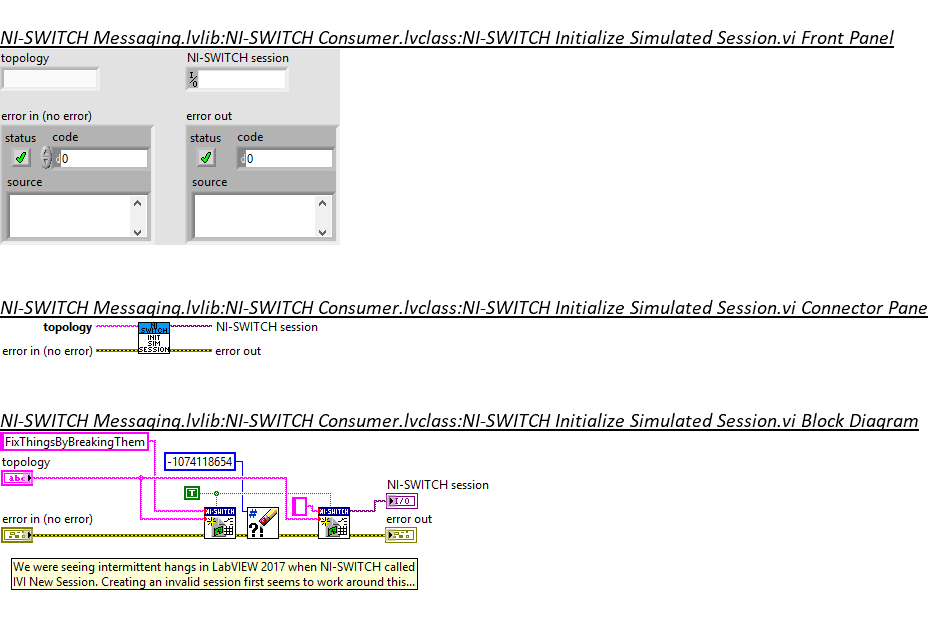 NI-SWITCH Messaging.lvlib:NI-SWITCH Consumer.lvclass:NI-SWITCH Initialize Simulated Session.vi Front Panel
topology
NI-SWITCH session
I/O
error in (no error)
error out
status code
status code
0
0
source
source
NI-SWITCH Messaging.lvlib:NI-SWITCH Consumer.lvclass:NI-SWITCH Initialize Simulated Session.vi Connector Pane
topology
NI SWITCH
INIT
SIM
SESSION
NI-SWITCH session
error in (no error)
error out
NI-SWITCH Messaging.lvlib:NI-SWITCH Consumer.lvclass:NI-SWITCH Initialize Simulated Session.vi Block Diagram
FixThingsByBreakingThem
topology
-1074118654
abc
T
NI-SWITCH session
I/O
error in (no error)
NI-SWITCH
#
?!
NI-SWITCH
error out
We were seeing intermittent hangs in LabVIEW 2017 when NI-SWITCH called
IVI New Session. Creating an invalid session first seems to work around this...